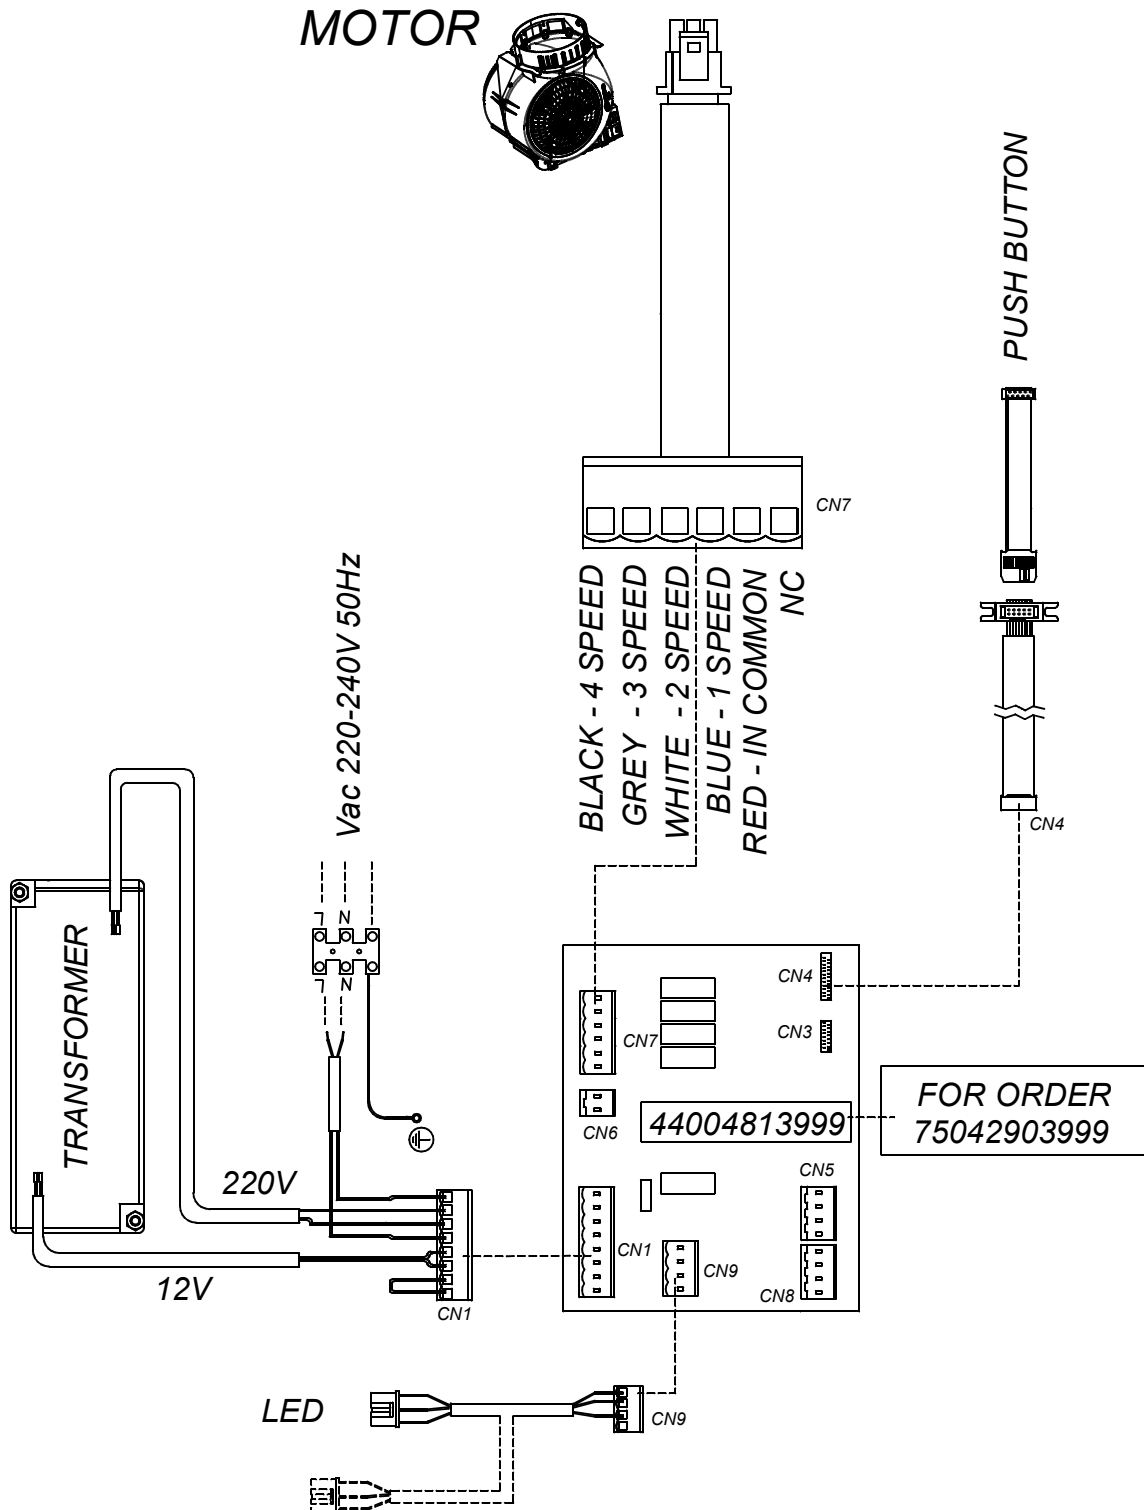 MOTOR
PUSH BUTTON
CN7
BLACK - 4 SPEED
GREY - 3 SPEED
WHITE - 2 SPEED
BLUE - 1 SPEED
RED - IN COMMON
NC
Vac 220-240V 50Hz
CN4
L N
L N
TRANSFORMER
CN4
CN3
CN7
CN6
44004813999
FOR ORDER
75042903999
220V
12V
CN1
CN1
CN9
CN5
CN8
LED
CN9